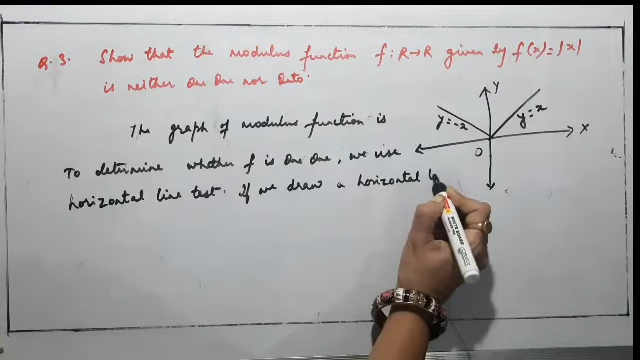 Q.3. Show that the modulus function f: R→R given by f(x) = |x|
is neither one one nor onto.
The graph of modulus function is
To determine whether f is one one, we use
horizontal line test. If we draw a horizontal l
Y
y=-x
y=x
X
O